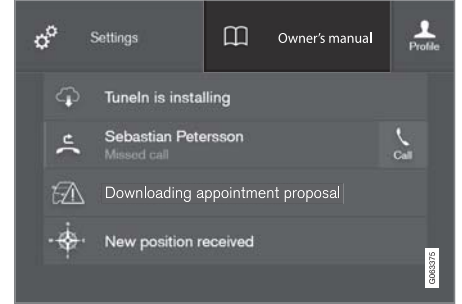 Settings
Owner's manual
Profile
TuneIn is installing
Sebastian Petersson
Missed call
Call
Downloading appointment proposal
New position received
G063375